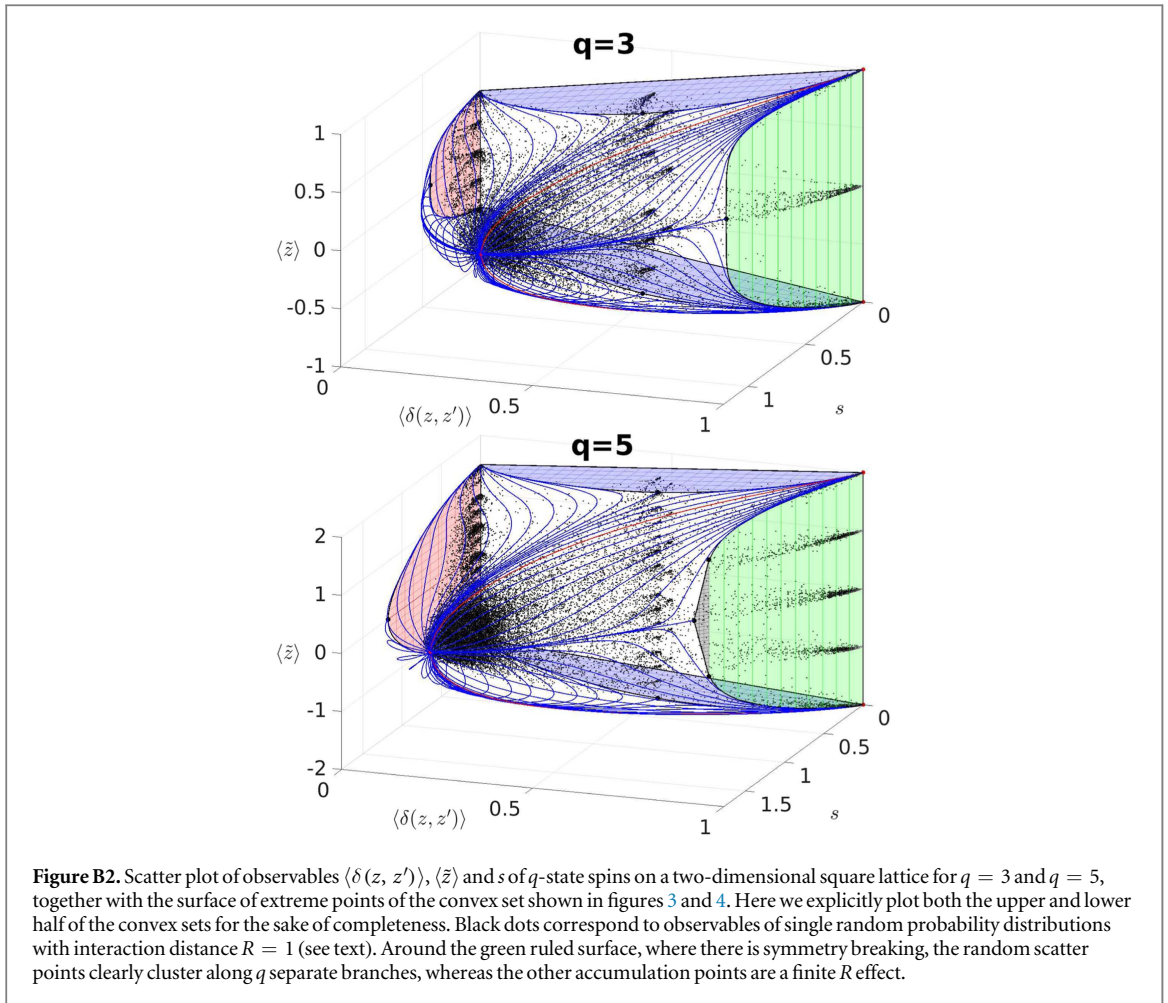 q=3
1
0.5
⟨z̃⟩ 0
-0.5
-1
0
0.5
1
⟨δ(z, z′)⟩
0
0.5
1
s
q=5
2
1
⟨z̃⟩ 0
-1
-2
0
0.5
1
⟨δ(z, z′)⟩
0
0.5
1
1.5
s
Figure B2. Scatter plot of observables ⟨δ(z, z′)⟩, ⟨z̃⟩ and s of q-state spins on a two-dimensional square lattice for q = 3 and q = 5,
together with the surface of extreme points of the convex set shown in figures 3 and 4. Here we explicitly plot both the upper and lower
half of the convex sets for the sake of completeness. Black dots correspond to observables of single random probability distributions
with interaction distance R = 1 (see text). Around the green ruled surface, where there is symmetry breaking, the random scatter
points clearly cluster along q separate branches, whereas the other accumulation points are a finite R effect.